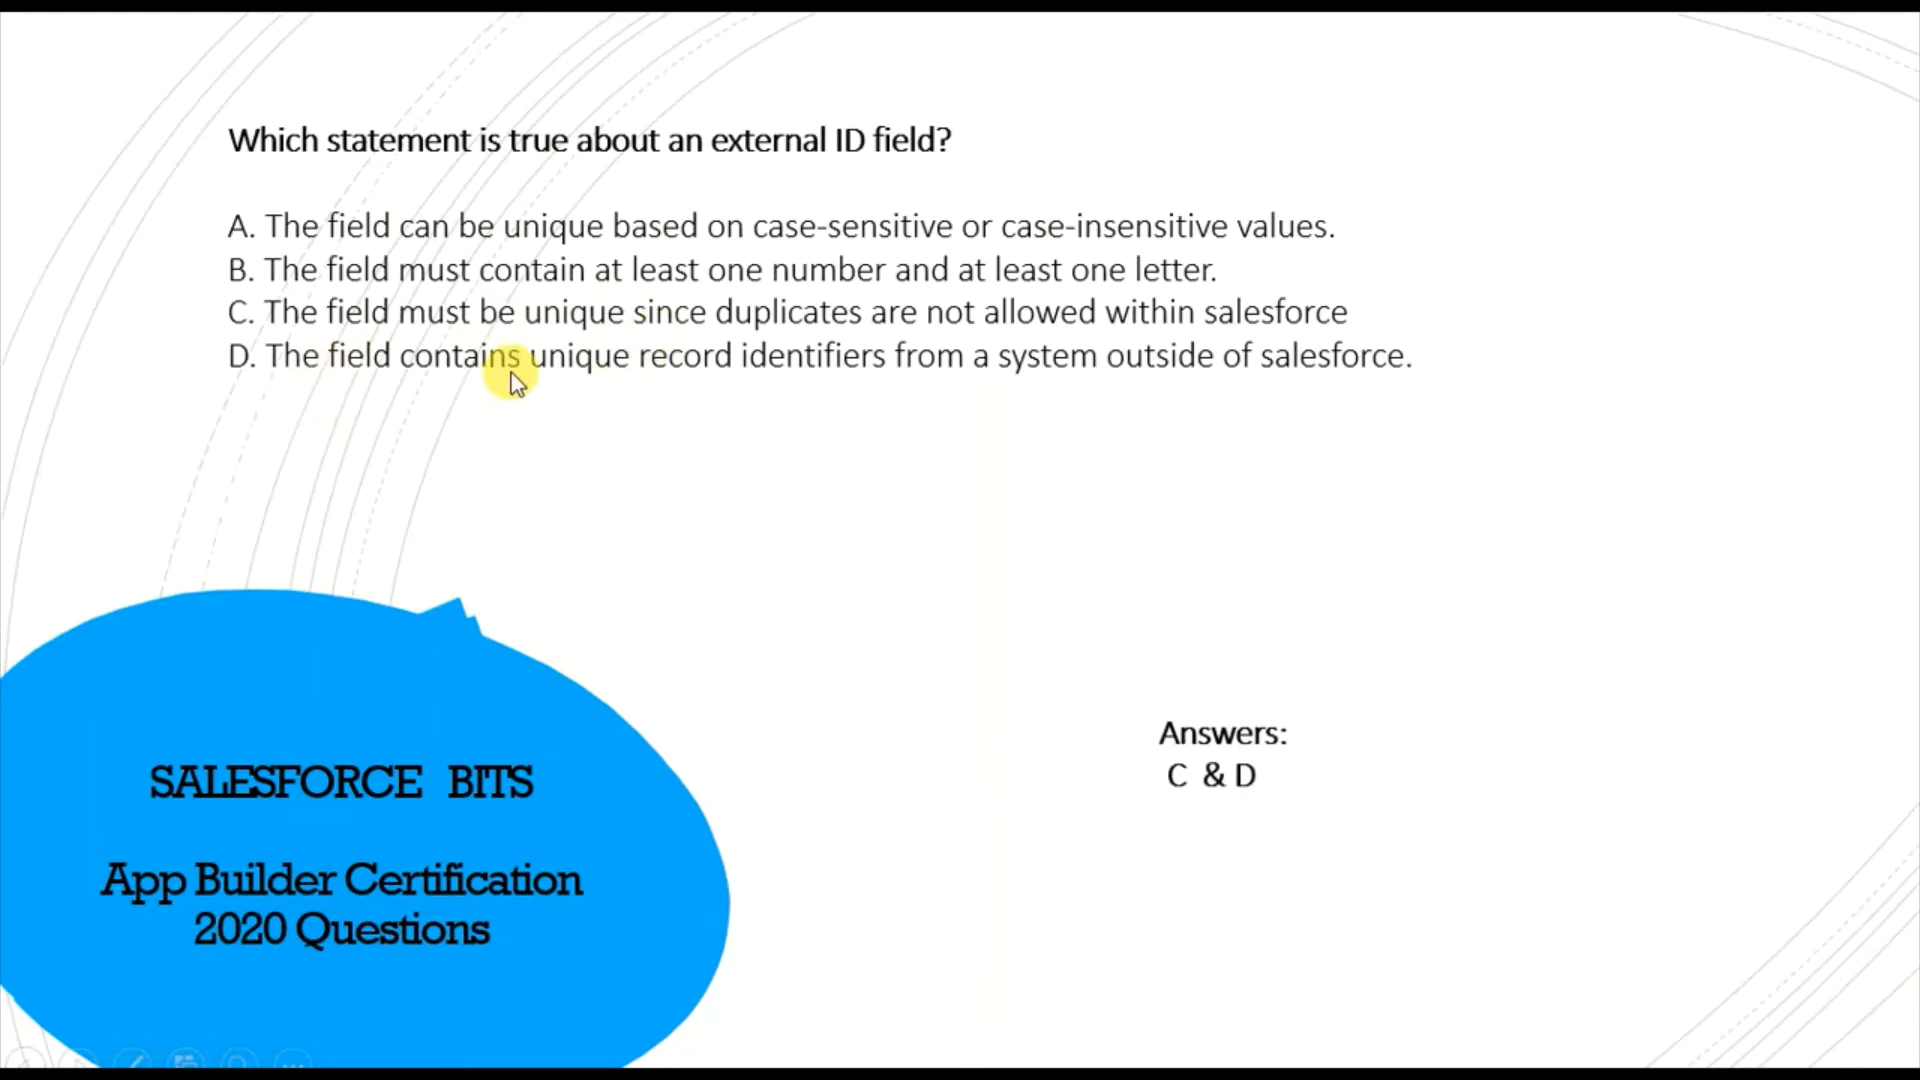 Which statement is true about an external ID field?
A. The field can be unique based on case-sensitive or case-insensitive values.
B. The field must contain at least one number and at least one letter.
C. The field must be unique since duplicates are not allowed within salesforce
D. The field contains unique record identifiers from a system outside of salesforce.
Answers:
C & D
SALESFORCE BITS
App Builder Certification
2020 Questions